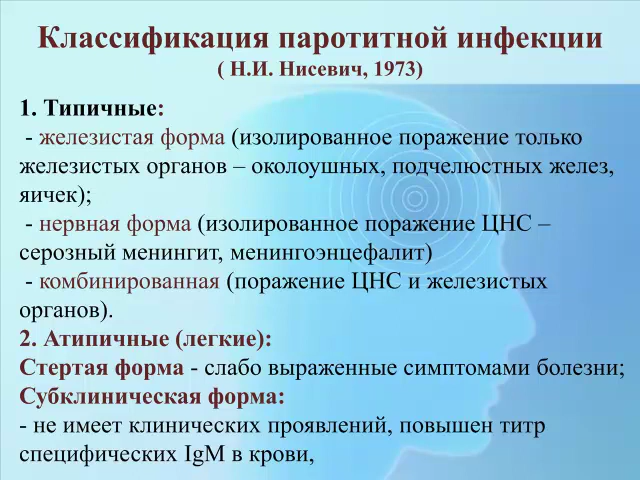 Классификация паротитной инфекции
( Н.И. Нисевич, 1973)
1. Типичные:
- железистая форма (изолированное поражение только
железистых органов – околоушных, подчелюстных желез,
яичек);
- нервная форма (изолированное поражение ЦНС –
серозный менингит, менингоэнцефалит)
- комбинированная (поражение ЦНС и железистых
органов).
2. Атипичные (легкие):
Стертая форма - слабо выраженные симптомами болезни;
Субклиническая форма:
- не имеет клинических проявлений, повышен титр
специфических IgM в крови,